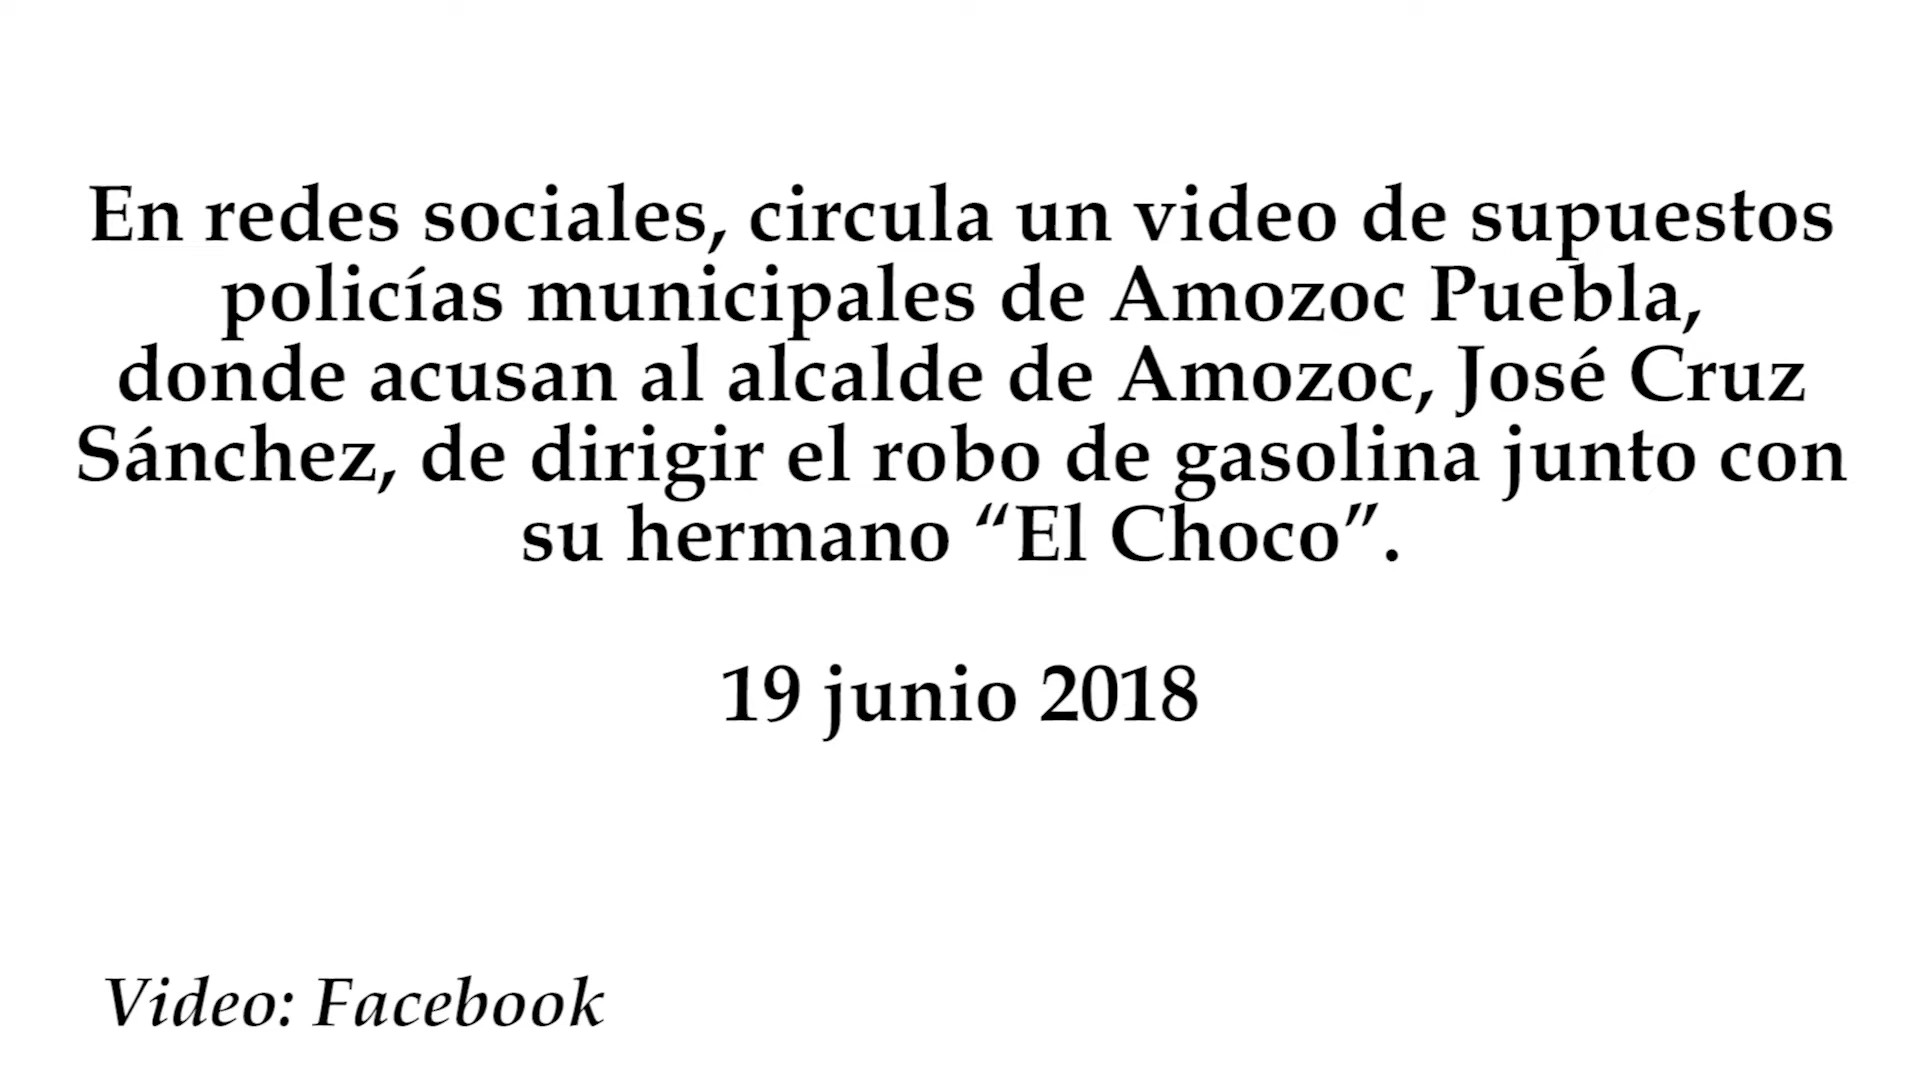 En redes sociales, circula un video de supuestos
policías municipales de Amozoc Puebla,
donde acusan al alcalde de Amozoc, José Cruz
Sánchez, de dirigir el robo de gasolina junto con
su hermano “El Choco”.
19 junio 2018
Video: Facebook